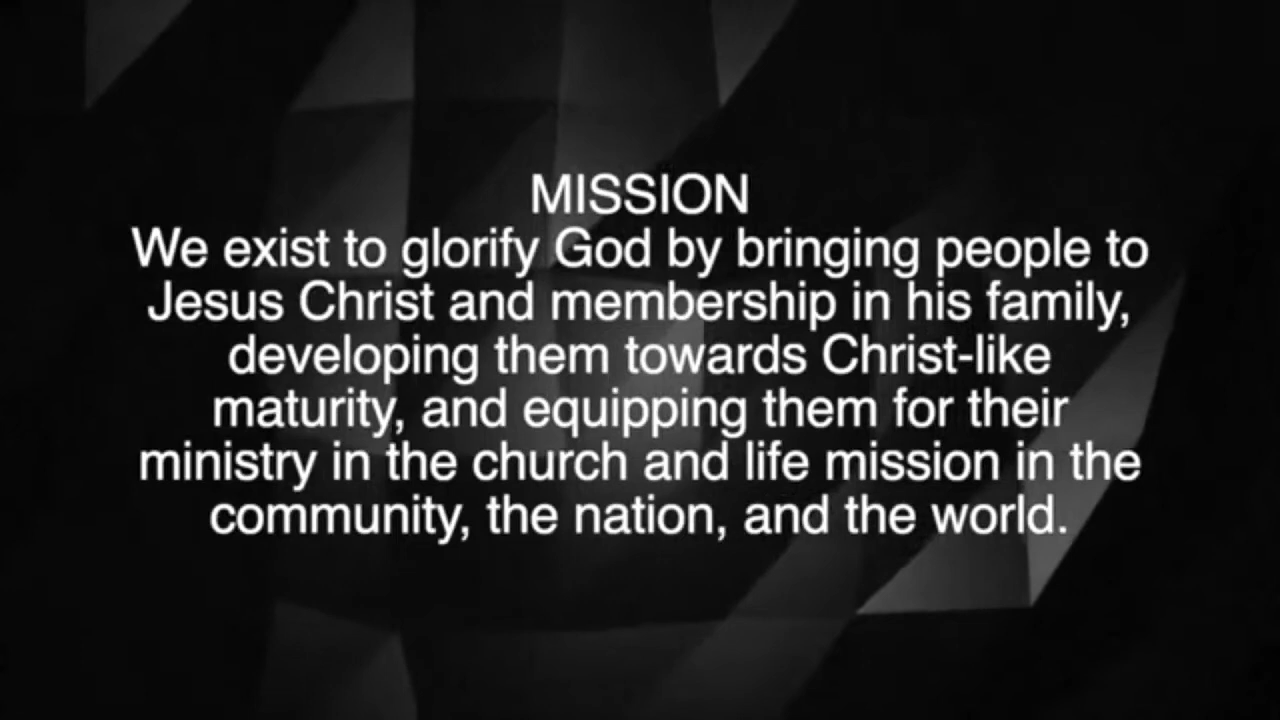 MISSION
We exist to glorify God by bringing people to
Jesus Christ and membership in his family,
developing them towards Christ-like
maturity, and equipping them for their
ministry in the church and life mission in the
community, the nation, and the world.